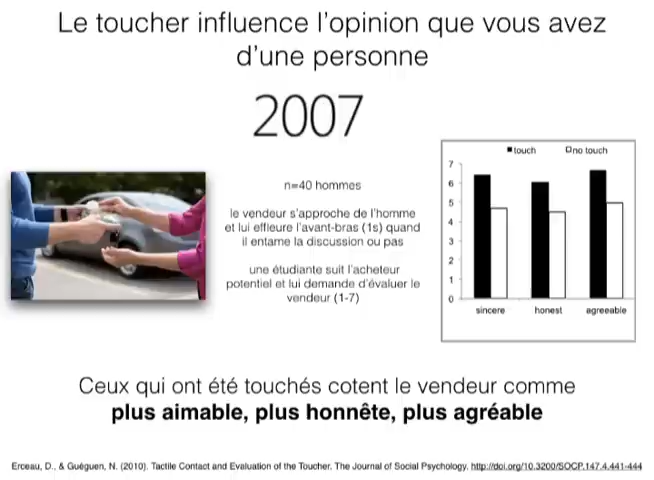 Le toucher influence l'opinion que vous avez
d'une personne
2007
n=40 hommes
le vendeur s'approche de l'homme
et lui effleure l'avant-bras (1s) quand
il entame la discussion ou pas
une étudiante suit l'acheteur
potentiel et lui demande d'évaluer le
vendeur (1-7)
touch no touch
7
6
5
4
3
2
1
0
sincere honest agreeable
Ceux qui ont été touchés cotent le vendeur comme
plus aimable, plus honnête, plus agréable
Erceau, D., & Guéguen, N. (2010). Tactile Contact and Evaluation of the Toucher. The Journal of Social Psychology. http://doi.org/10.3200/SOCP.147.4.441-444